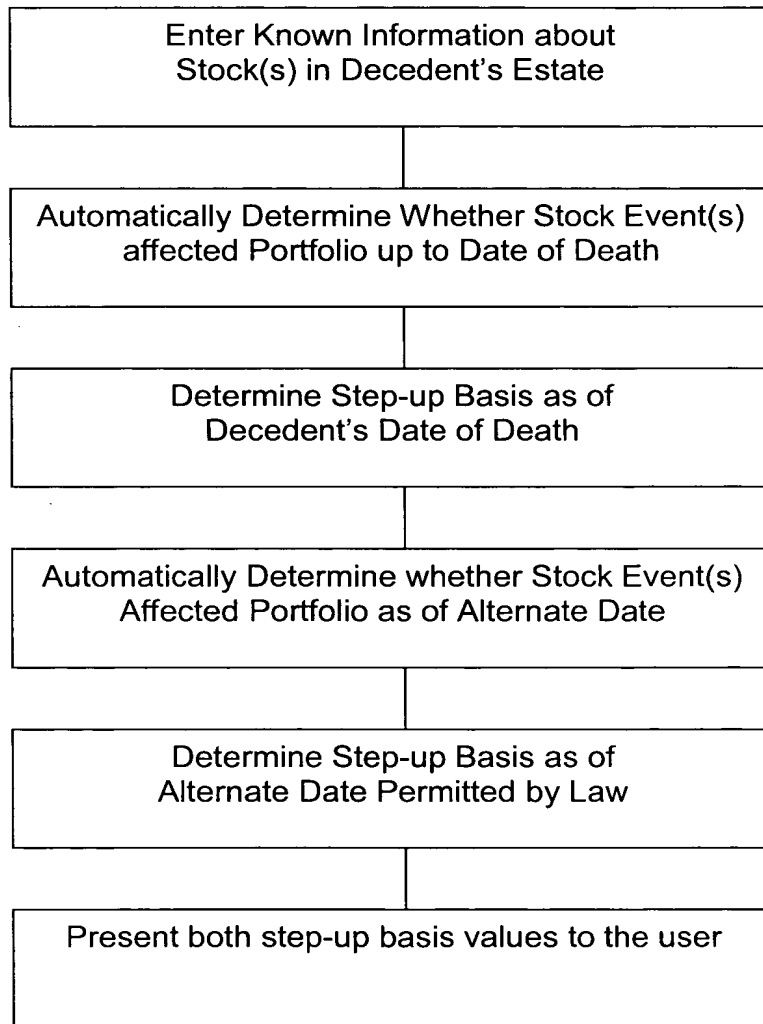 Enter Known Information about
Stock(s) in Decedent's Estate
Automatically Determine Whether Stock Event(s)
affected Portfolio up to Date of Death
Determine Step-up Basis as of
Decedent's Date of Death
Automatically Determine whether Stock Event(s)
Affected Portfolio as of Alternate Date
Determine Step-up Basis as of
Alternate Date Permitted by Law
Present both step-up basis values to the user